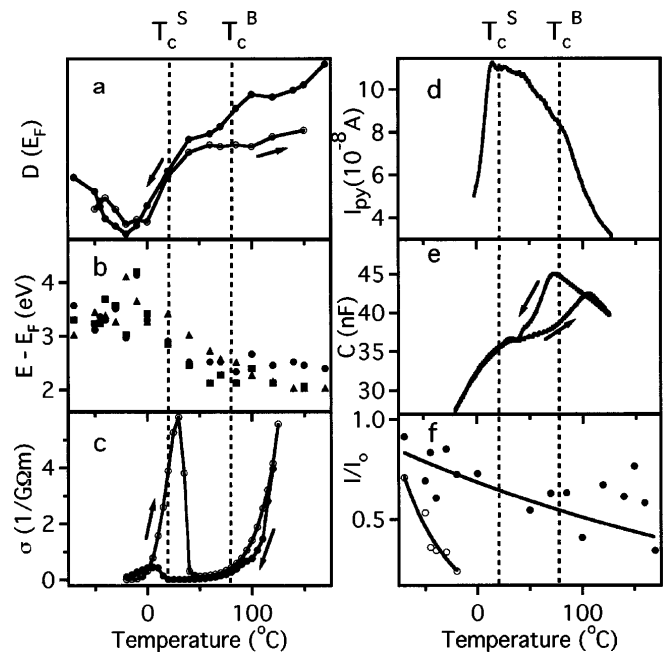 T_c^S T_c^B T_c^S T_c^B
a
D (E_F)
b
E - E_F (eV)
4
3
2
c
σ (1/GΩm)
4
2
0
0 100
Temperature (°C)
d
I_py(10^-8 A)
10
8
6
4
e
C (nF)
45
40
35
30
f
I/I_o
1.0
0.5
0 100
Temperature (°C)